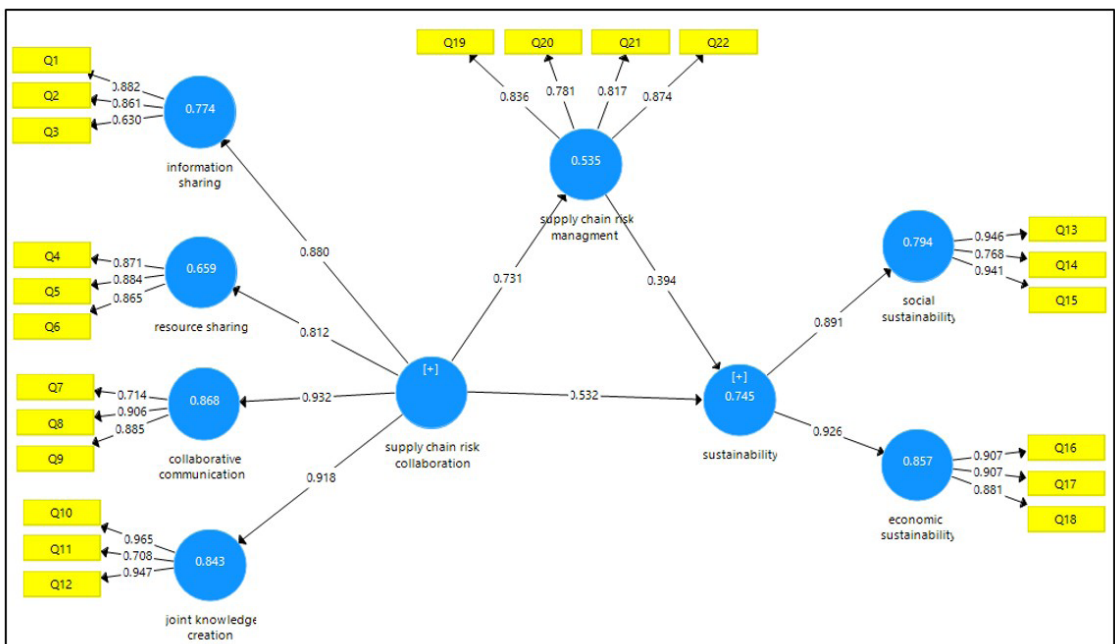 Q19
Q20
Q21
Q22
0.836
0.781
0.817
0.874
0.535
supply chain risk
managment
Q1
Q2
Q3
0.882
0.861
0.630
0.774
information
sharing
Q4
Q5
Q6
0.871
0.884
0.865
0.659
resource sharing
Q7
Q8
Q9
0.714
0.906
0.885
0.868
collaborative
communication
Q10
Q11
Q12
0.965
0.708
0.947
0.843
joint knowledge
creation
0.880
0.812
0.932
0.918
[+]
supply chain risk
collaboration
0.731
0.394
0.532
[+]
0.745
sustainability
0.891
0.926
0.794
social
sustainability
0.946
0.768
0.941
Q13
Q14
Q15
0.857
economic
sustainability
0.907
0.907
0.881
Q16
Q17
Q18